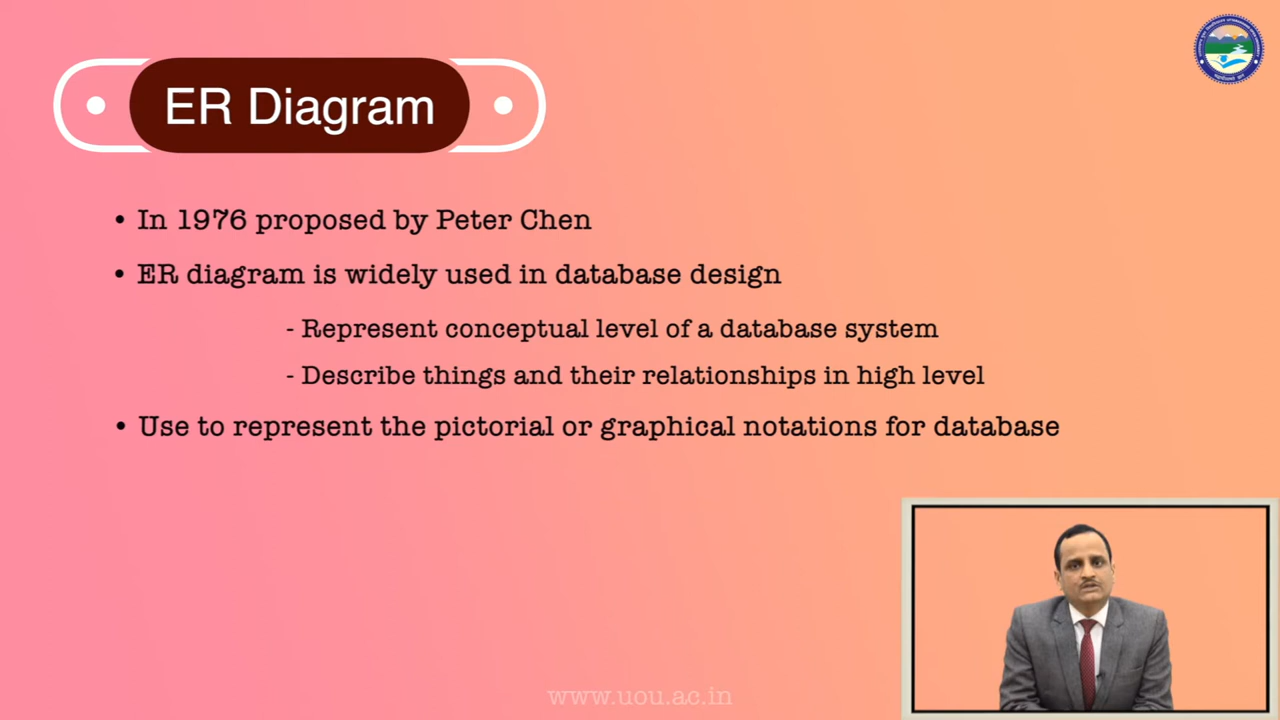 ER Diagram
• In 1976 proposed by Peter Chen
• ER diagram is widely used in database design
- Represent conceptual level of a database system
- Describe things and their relationships in high level
• Use to represent the pictorial or graphical notations for database
www.uou.ac.in